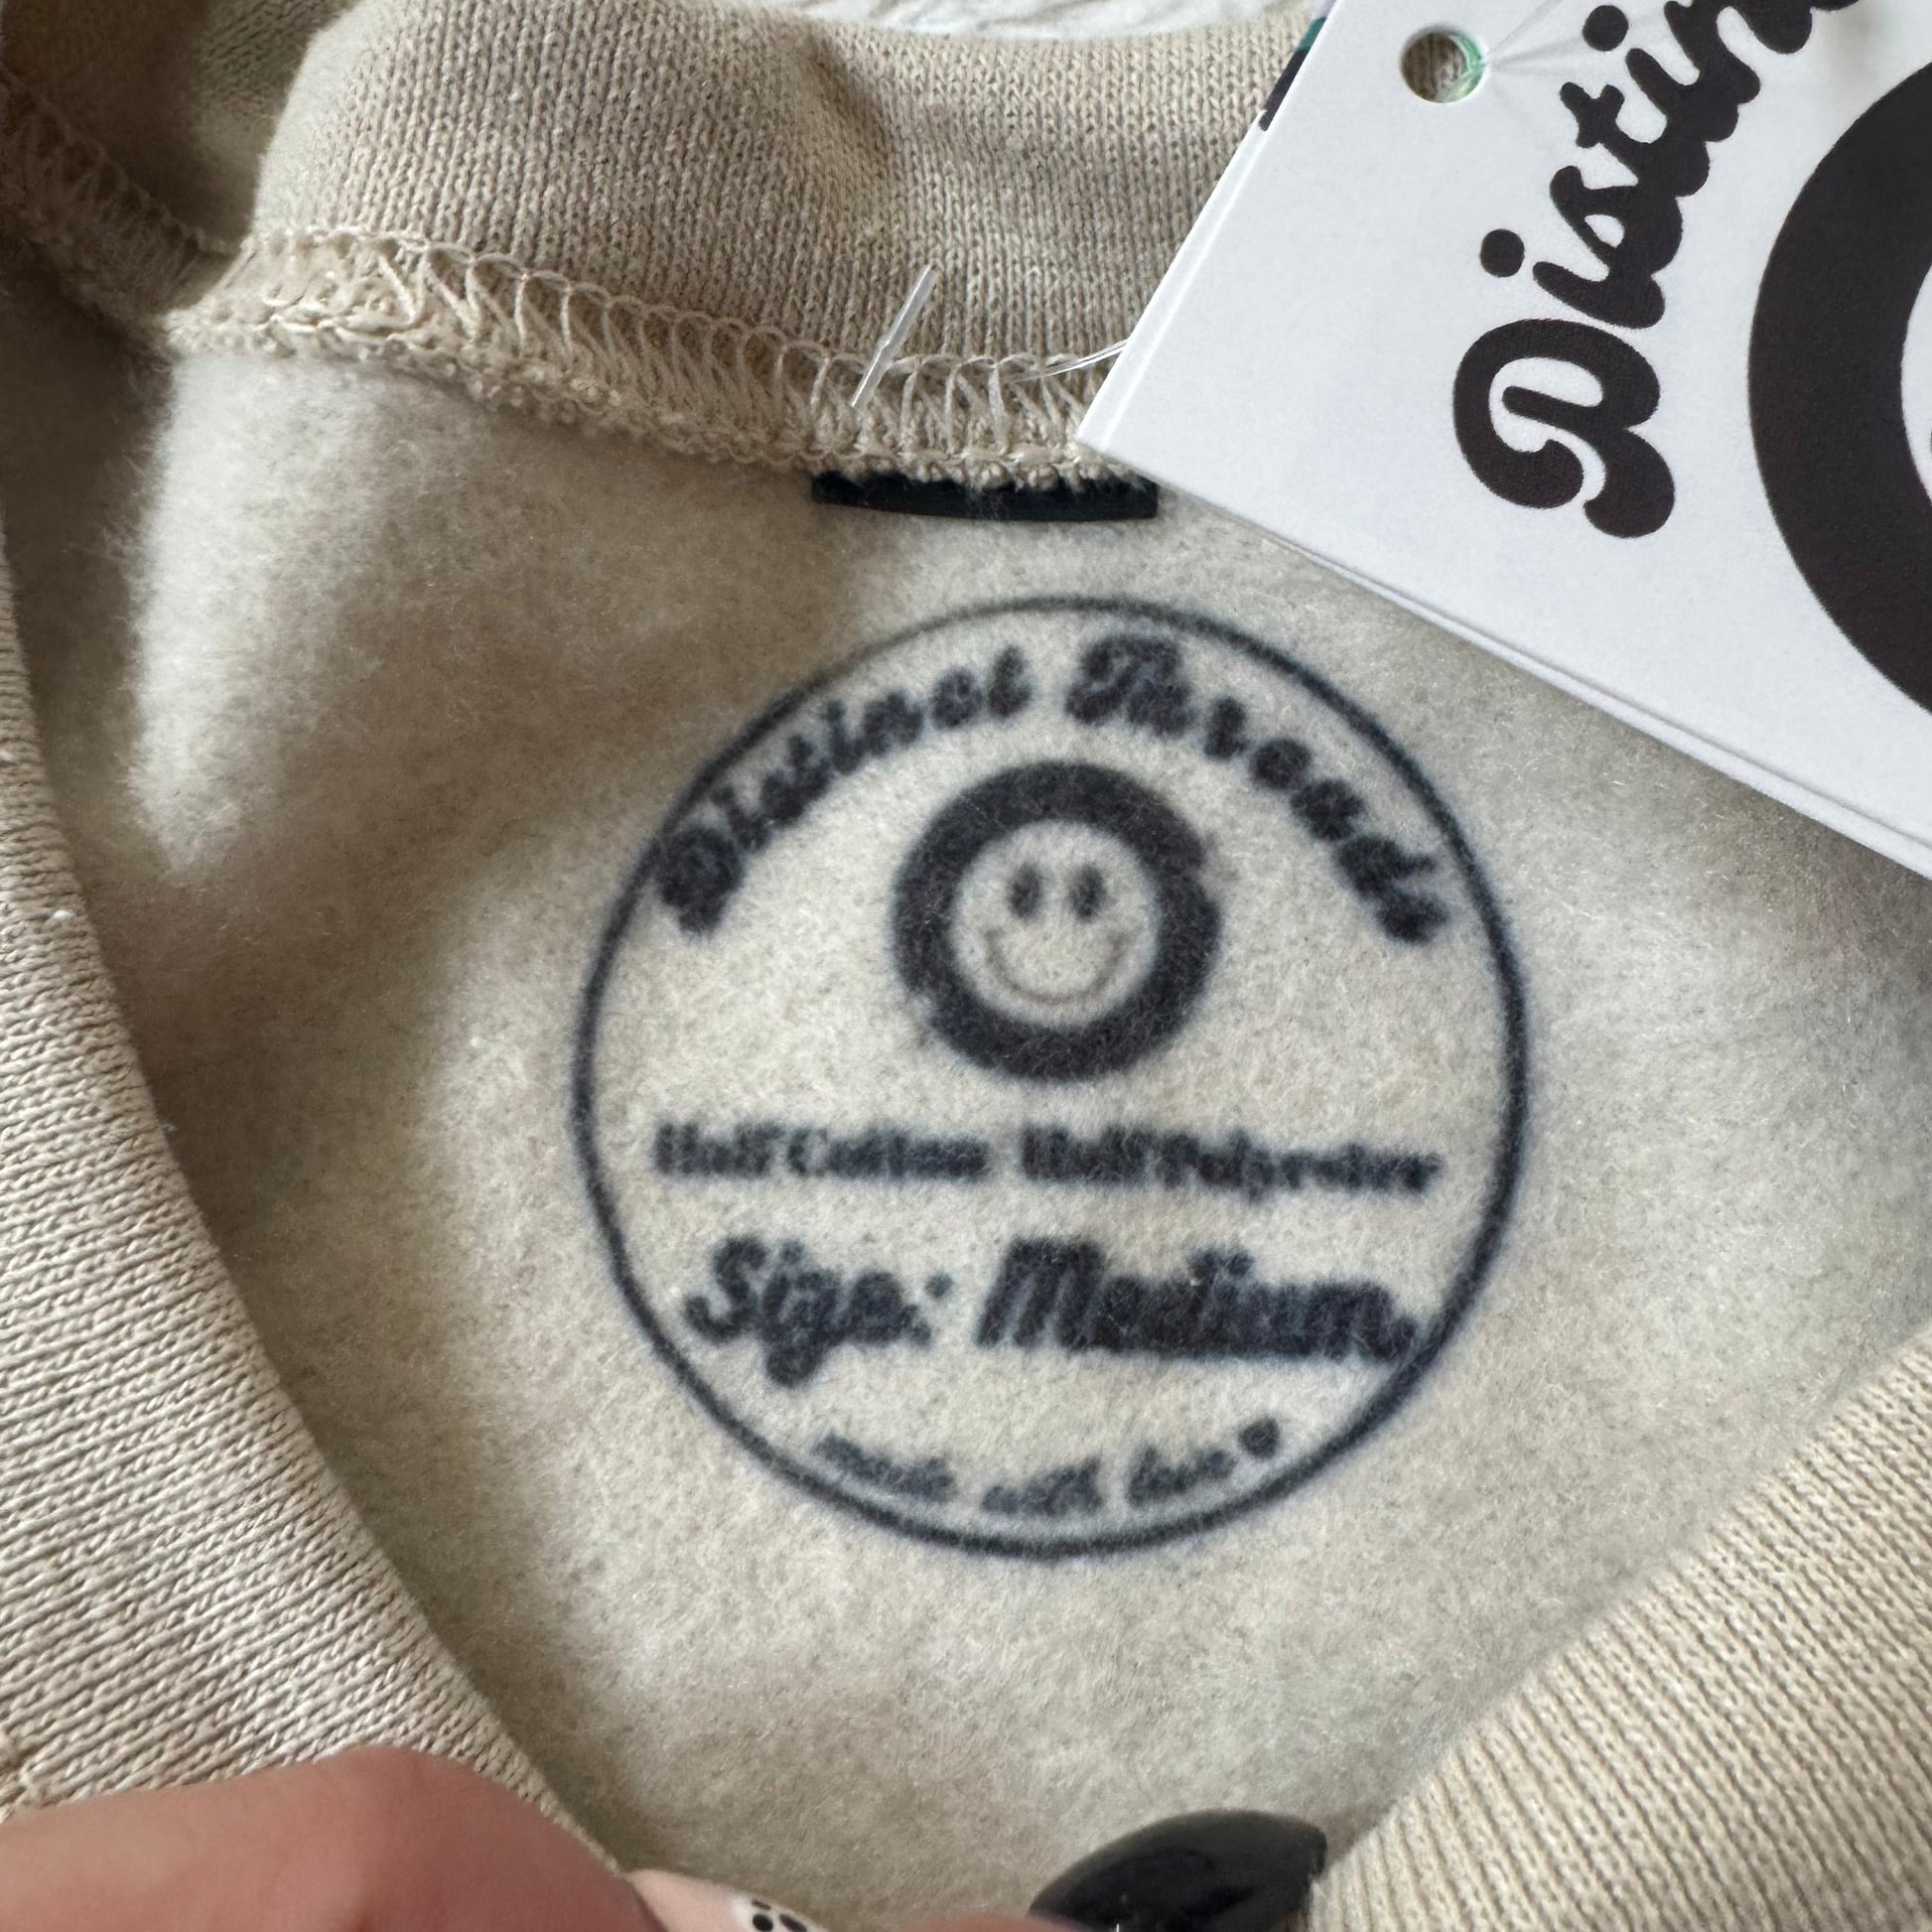 Distin
Distinct Threads
Half Cotton Half Polyester
Size: Medium
made with love